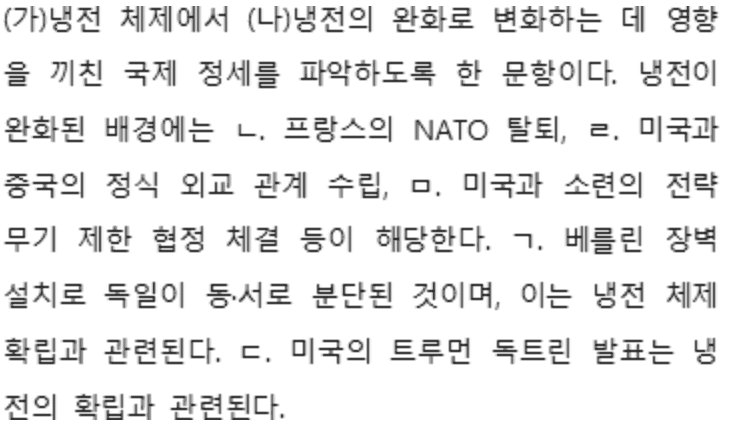 (가)냉전 체제에서 (나)냉전의 완화로 변화하는 데 영향
을 끼친 국제 정세를 파악하도록 한 문항이다. 냉전이
완화된 배경에는 ㄴ. 프랑스의 NATO 탈퇴, ㄹ. 미국과
중국의 정식 외교 관계 수립, ㅁ. 미국과 소련의 전략
무기 제한 협정 체결 등이 해당한다. ㄱ. 베를린 장벽
설치로 독일이 동·서로 분단된 것이며, 이는 냉전 체제
확립과 관련된다. ㄷ. 미국의 트루먼 독트린 발표는 냉
전의 확립과 관련된다.